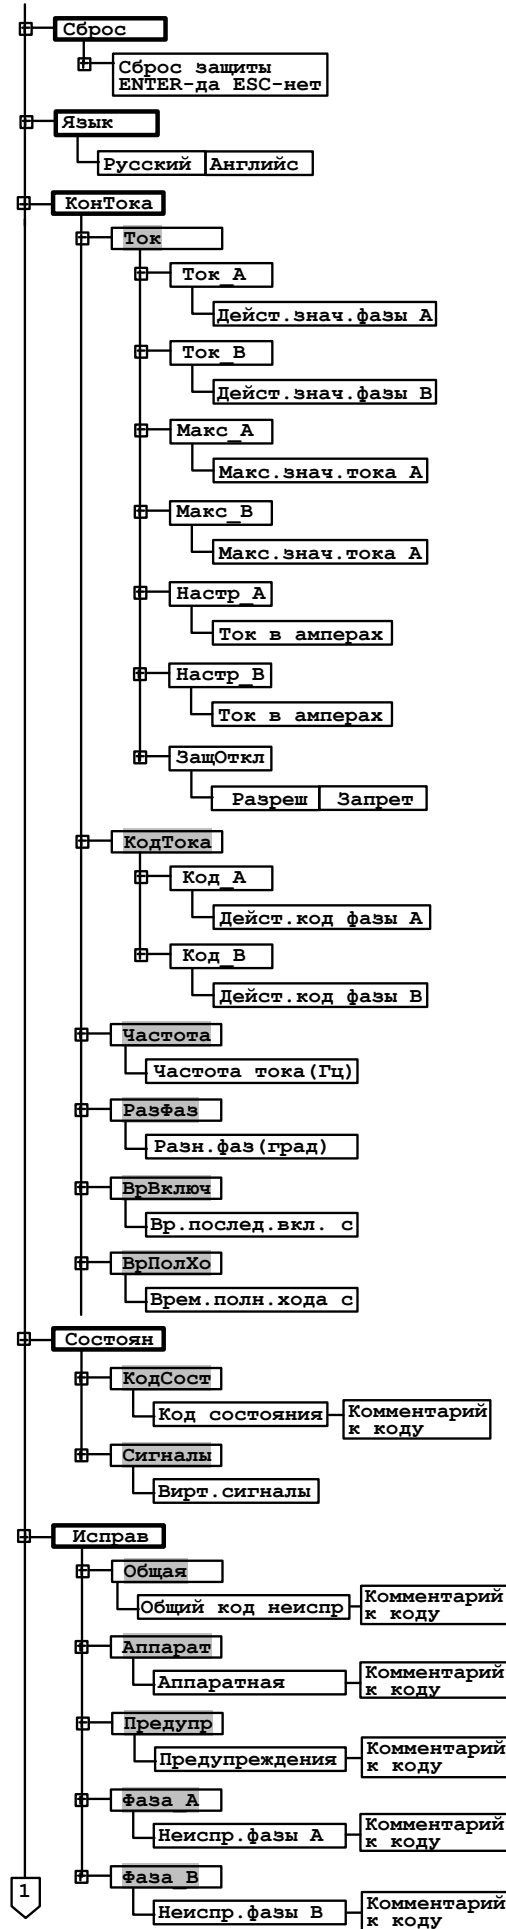 Сброс
Сброс защиты
ENTER-да ESC-нет
Язык
Русский Английс
КонТока
Ток
Ток_А
Дейст.знач.фазы А
Ток_В
Дейст.знач.фазы В
Макс_А
Макс.знач.тока А
Макс_В
Макс.знач.тока А
Настр_А
Ток в амперах
Настр_В
Ток в амперах
ЗащОткл
Разреш Запрет
КодТока
Код_А
Дейст.код фазы А
Код_В
Дейст.код фазы В
Частота
Частота тока(Гц)
РазФаз
Разн.фаз(град)
ВрВключ
Вр.послед.вкл. с
ВрПолХо
Врем.полн.хода с
Состоян
КодСост
Код состояния Комментарий
к коду
Сигналы
Вирт.сигналы
Исправ
Общая
Общий код неиспр Комментарий
к коду
Аппарат
Аппаратная Комментарий
к коду
Предупр
Предупреждения Комментарий
к коду
Фаза_А
Неиспр.фазы А Комментарий
к коду
Фаза_В
1
Неиспр.фазы В Комментарий
к коду